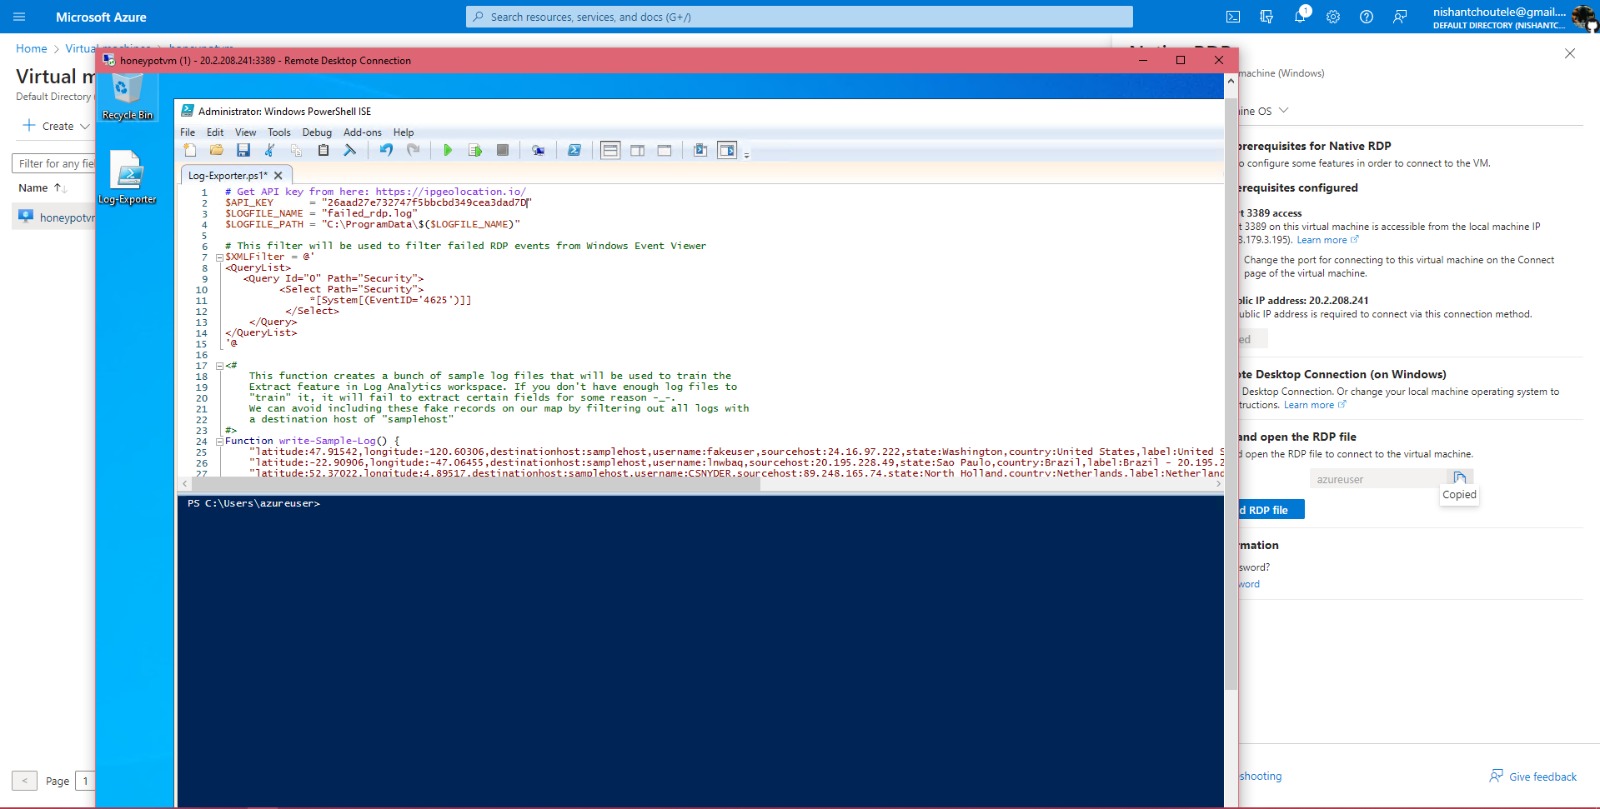 Microsoft Azure
Search resources, services, and docs (G+/)
1
nishantchoutele@gmail....
DEFAULT DIRECTORY (NISHANTC...
Home > Virtual machines > honeypotvm
Virtual m
Default Directory
Create
Filter for any fie
Name ↑↓
honeypotvm
honeypotvm (1) - 20.2.208.241:3389 - Remote Desktop Connection
Recycle Bin
Log-Exporter
Administrator: Windows PowerShell ISE
File Edit View Tools Debug Add-ons Help
Log-Exporter.ps1* X
1 # Get API key from here: https://ipgeolocation.io/
2 $API_KEY = "26aad27e732747f5bbcbd349cea3dad7D"
3 $LOGFILE_NAME = "failed_rdp.log"
4 $LOGFILE_PATH = "C:\ProgramData\$($LOGFILE_NAME)"
5
6 # This filter will be used to filter failed RDP events from Windows Event Viewer
7 $XMLFilter = @'
8 <QueryList>
9 <Query Id="0" Path="Security">
10 <Select Path="Security">
11 *[System[(EventID='4625')]]
12 </Select>
13 </Query>
14 </QueryList>
15 '@
16
17 <#
18 This function creates a bunch of sample log files that will be used to train the
19 Extract feature in Log Analytics workspace. If you don't have enough log files to
20 "train" it, it will fail to extract certain fields for some reason -_-.
21 We can avoid including these fake records on our map by filtering out all logs with
22 a destination host of "samplehost"
23 #>
24 Function write-Sample-Log() {
25 "latitude:47.91542,longitude:-120.60306,destinationhost:samplehost,username:fakeuser,sourcehost:24.16.97.222,state:Washington,country:United States,label:United S
26 "latitude:-22.90906,longitude:-47.06455,destinationhost:samplehost,username:lnwbaq,sourcehost:20.195.228.49,state:Sao Paulo,country:Brazil,label:Brazil - 20.195.2
27 "latitude:52.37022,longitude:4.89517,destinationhost:samplehost,username:CSNYDER,sourcehost:89.248.165.74,state:North Holland,country:Netherlands,label:Netherland
PS C:\Users\azureuser>
Native RDP
machine (Windows)
ine OS
prerequisites for Native RDP
o configure some features in order to connect to the VM.
erequisites configured
t 3389 access
t 3389 on this virtual machine is accessible from the local machine IP
3.179.3.195). Learn more
Change the port for connecting to this virtual machine on the Connect
page of the virtual machine.
blic IP address: 20.2.208.241
ublic IP address is required to connect via this connection method.
ed
te Desktop Connection (on Windows)
Desktop Connection. Or change your local machine operating system to
tructions. Learn more
and open the RDP file
d open the RDP file to connect to the virtual machine.
azureuser
Copied
d RDP file
mation
sword?
word
< Page 1
shooting
Give feedback